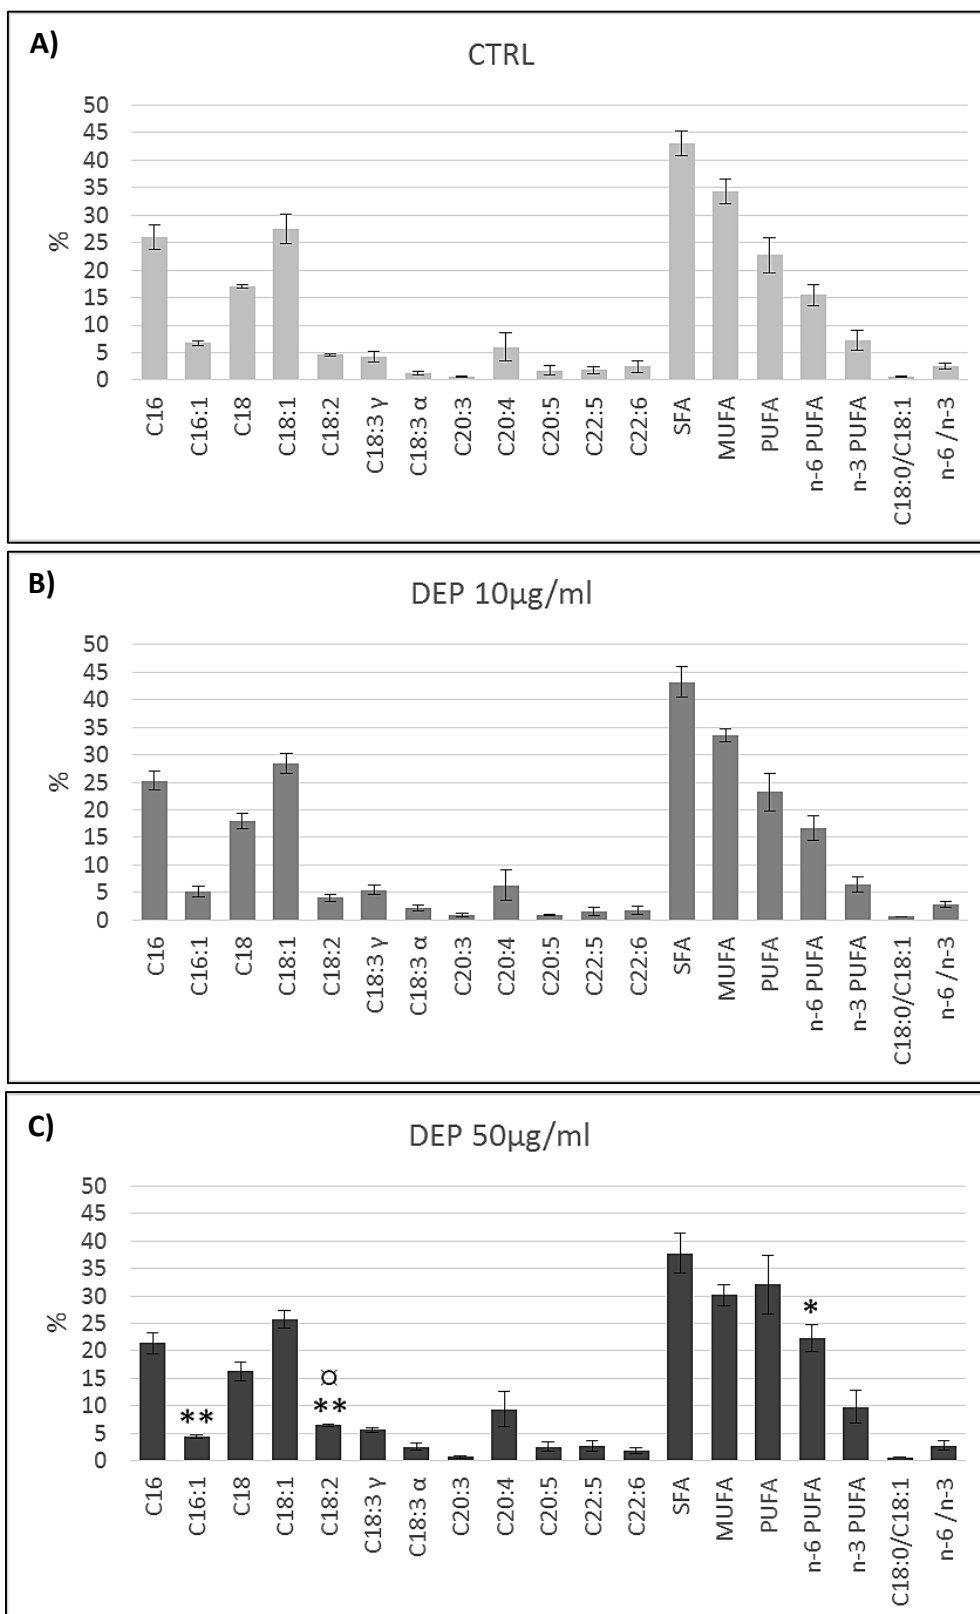 A)
CTRL
50
45
40
35
30
25
20
15
10
5
0
%
C16
C16:1
C18
C18:1
C18:2
C18:3 γ
C18:3 α
C20:3
C20:4
C20:5
C22:5
C22:6
SFA
MUFA
PUFA
n-6 PUFA
n-3 PUFA
C18:0/C18:1
n-6 /n-3
B)
DEP 10µg/ml
50
45
40
35
30
25
20
15
10
5
0
%
C16
C16:1
C18
C18:1
C18:2
C18:3 γ
C18:3 α
C20:3
C20:4
C20:5
C22:5
C22:6
SFA
MUFA
PUFA
n-6 PUFA
n-3 PUFA
C18:0/C18:1
n-6 /n-3
C)
DEP 50µg/ml
50
45
40
35
30
25
20
15
10
5
0
%
**
¤
**
*
C16
C16:1
C18
C18:1
C18:2
C18:3 γ
C18:3 α
C20:3
C20:4
C20:5
C22:5
C22:6
SFA
MUFA
PUFA
n-6 PUFA
n-3 PUFA
C18:0/C18:1
n-6 /n-3